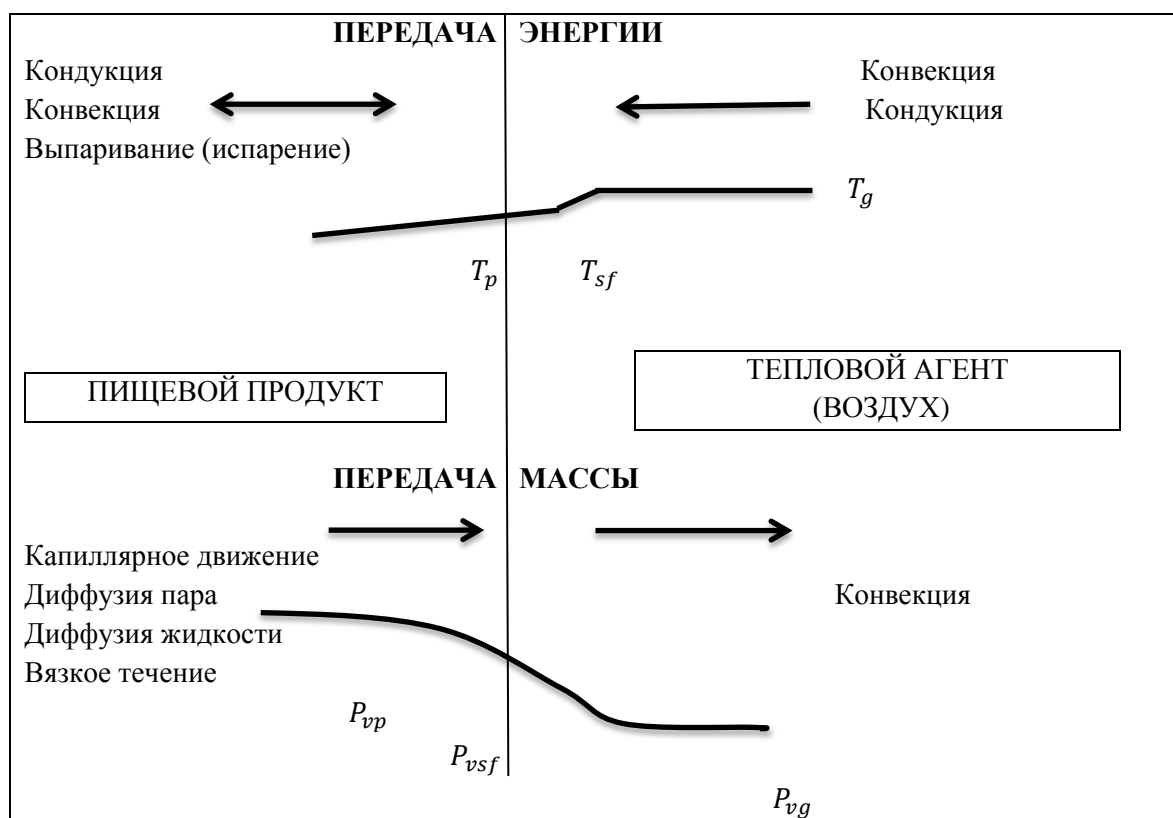 ПЕРЕДАЧА ЭНЕРГИИ
Кондукция
Конвекция
Конвекция
Кондукция
Выпаривание (испарение)
T_g
T_p
T_sf
ПИЩЕВОЙ ПРОДУКТ
ТЕПЛОВОЙ АГЕНТ
(ВОЗДУХ)
ПЕРЕДАЧА МАССЫ
Капиллярное движение
Диффузия пара
Конвекция
Диффузия жидкости
Вязкое течение
P_vp
P_vsf
P_vg